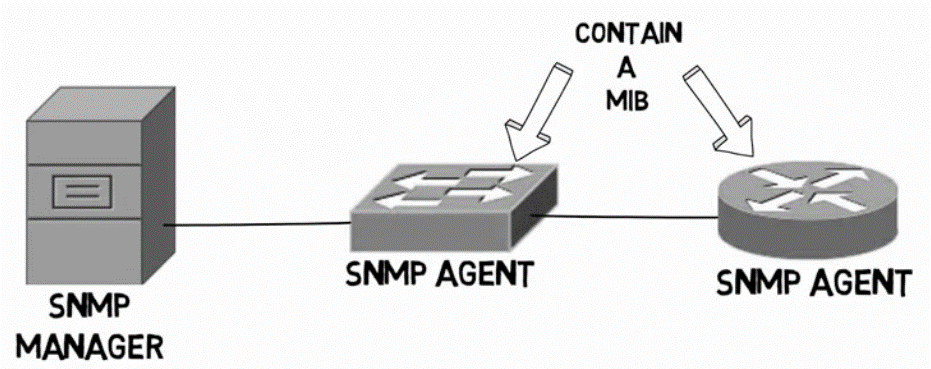 CONTAIN
A
MIB
SNMP AGENT
SNMP AGENT
SNMP
MANAGER